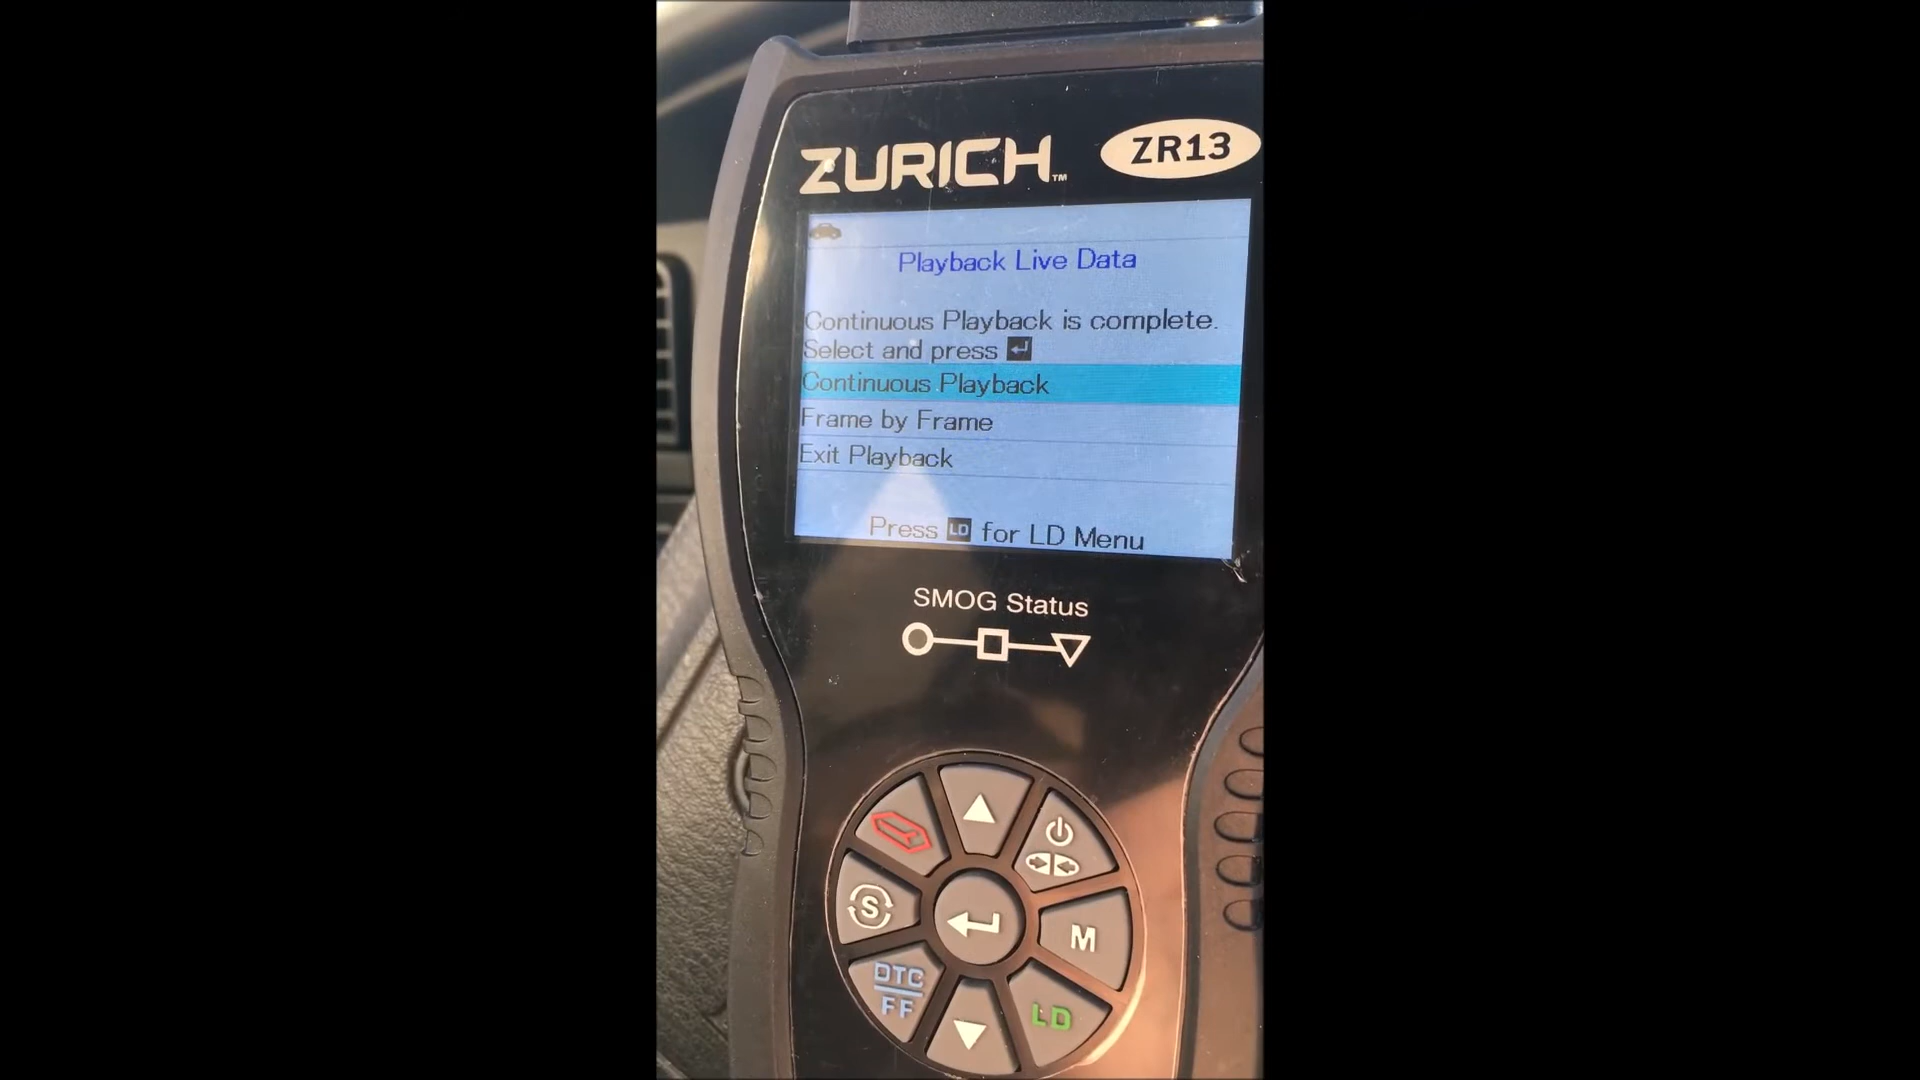 ZURICH™ ZR13
Playback Live Data
Continuous Playback is complete.
Select and press
Continuous Playback
Frame by Frame
Exit Playback
Press LD for LD Menu
SMOG Status
S
M
DTC
FF
LD